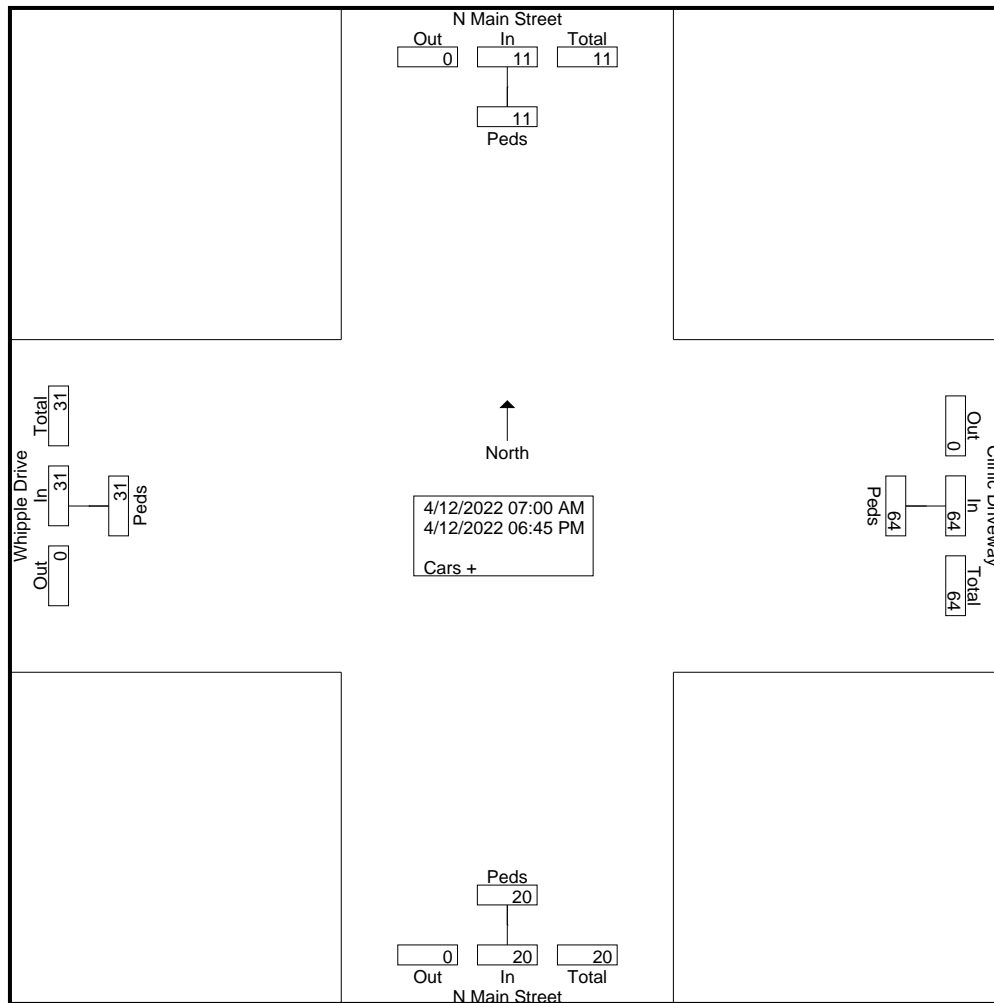 N Main Street
Out In Total
0 11 11
11
Peds
Whipple Drive
Total In Out
31 31 0
31
Peds
North
4/12/2022 07:00 AM
4/12/2022 06:45 PM
Cars +
Clinic Driveway
Out In Total
0 64 64
64
Peds
Peds
20
0 20 20
Out In Total
N Main Street